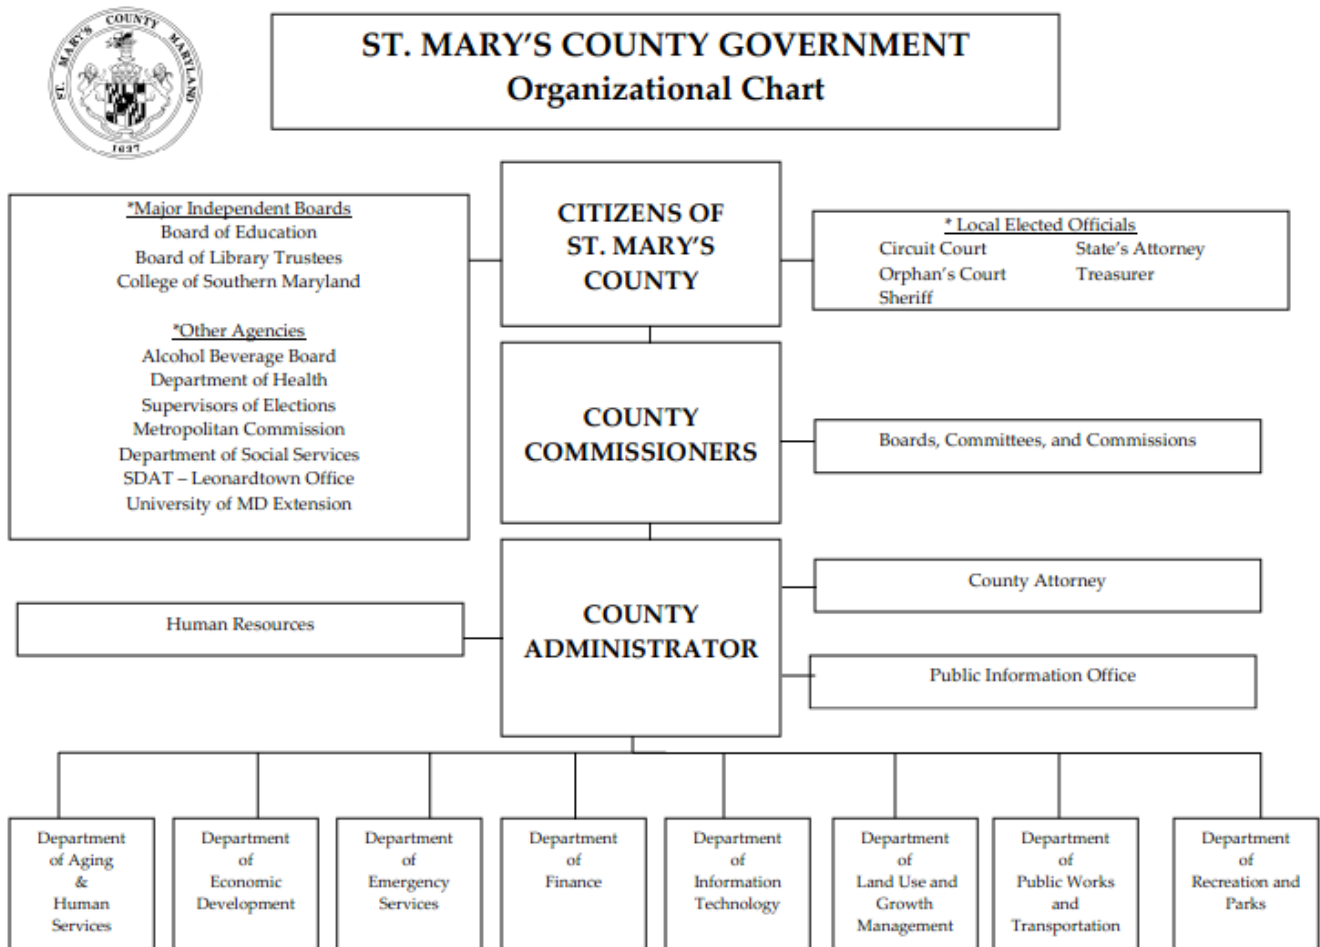 ST. MARY'S COUNTY MARYLAND
1637
ST. MARY'S COUNTY GOVERNMENT
Organizational Chart
*Major Independent Boards
Board of Education
Board of Library Trustees
College of Southern Maryland
*Other Agencies
Alcohol Beverage Board
Department of Health
Supervisors of Elections
Metropolitan Commission
Department of Social Services
SDAT – Leonardtown Office
University of MD Extension
CITIZENS OF
ST. MARY'S
COUNTY
* Local Elected Officials
Circuit Court State's Attorney
Orphan's Court Treasurer
Sheriff
COUNTY
COMMISSIONERS
Boards, Committees, and Commissions
COUNTY
ADMINISTRATOR
County Attorney
Human Resources
Public Information Office
Department
of Aging
&
Human
Services
Department
of
Economic
Development
Department
of
Emergency
Services
Department
of
Finance
Department
of
Information
Technology
Department
of
Land Use and
Growth
Management
Department
of
Public Works
and
Transportation
Department
of
Recreation and
Parks